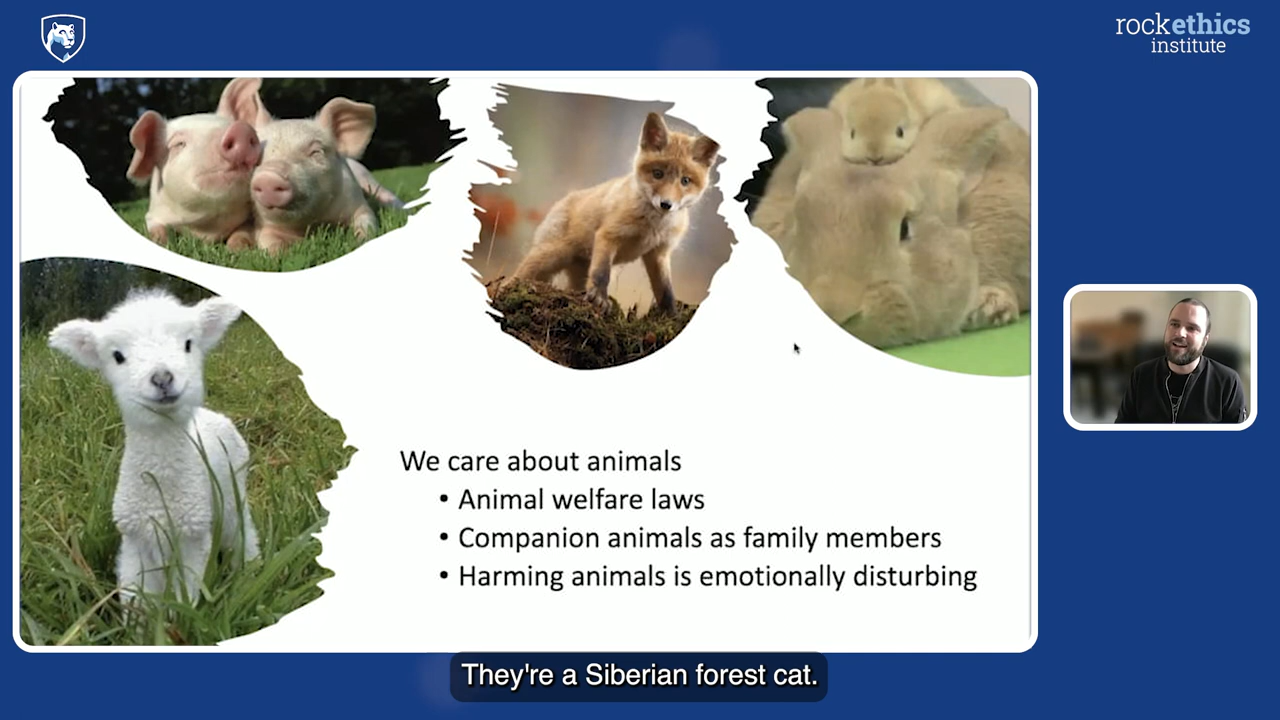 rockethics
institute
We care about animals
• Animal welfare laws
• Companion animals as family members
• Harming animals is emotionally disturbing
They're a Siberian forest cat.